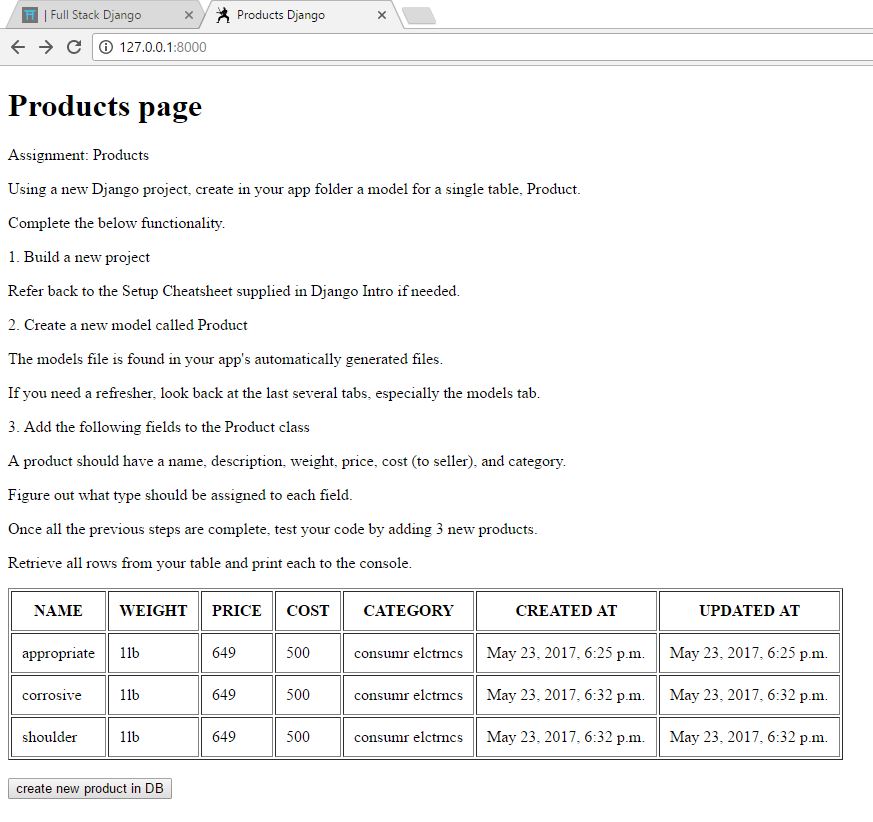 | Full Stack Django
Products Django
127.0.0.1:8000
Products page
Assignment: Products
Using a new Django project, create in your app folder a model for a single table, Product.
Complete the below functionality.
1. Build a new project
Refer back to the Setup Cheatsheet supplied in Django Intro if needed.
2. Create a new model called Product
The models file is found in your app's automatically generated files.
If you need a refresher, look back at the last several tabs, especially the models tab.
3. Add the following fields to the Product class
A product should have a name, description, weight, price, cost (to seller), and category.
Figure out what type should be assigned to each field.
Once all the previous steps are complete, test your code by adding 3 new products.
Retrieve all rows from your table and print each to the console.
NAME WEIGHT PRICE COST CATEGORY CREATED AT UPDATED AT
appropriate 1lb 649 500 consumr elctrncs May 23, 2017, 6:25 p.m. May 23, 2017, 6:25 p.m.
corrosive 1lb 649 500 consumr elctrncs May 23, 2017, 6:32 p.m. May 23, 2017, 6:32 p.m.
shoulder 1lb 649 500 consumr elctrncs May 23, 2017, 6:32 p.m. May 23, 2017, 6:32 p.m.
create new product in DB